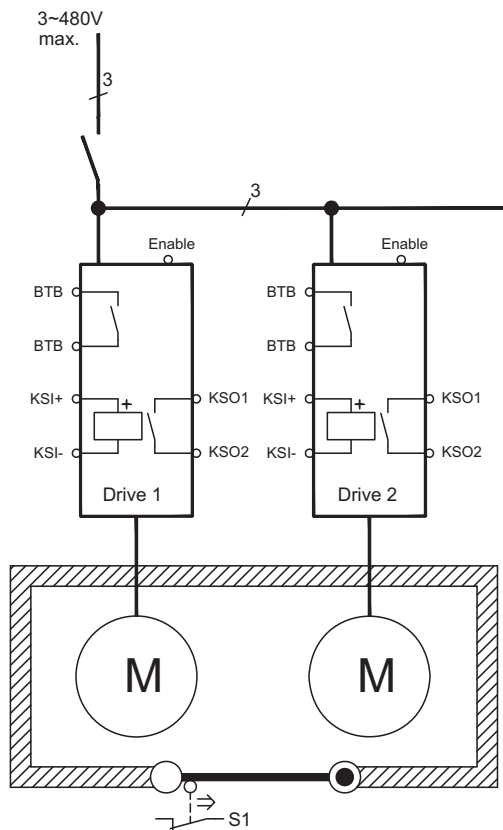 3~480V
max.
3
3
Enable
Enable
BTB
BTB
BTB
BTB
KSI+
KSO1
KSI+
KSO1
KSI-
KSO2
KSI-
KSO2
Drive 1
Drive 2
M
M
S1